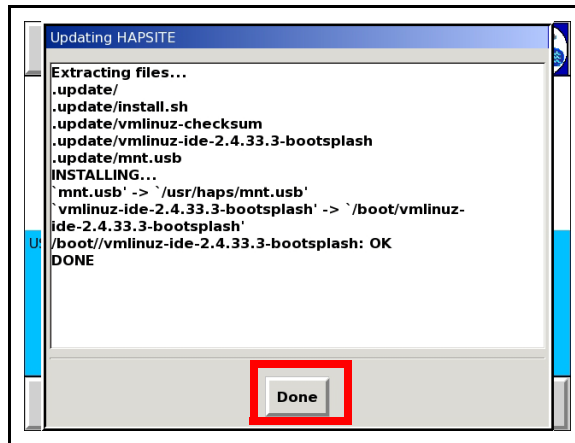 Updating HAPSITE
Extracting files...
.update/
.update/install.sh
.update/vmlinuz-checksum
.update/vmlinuz-ide-2.4.33.3-bootsplash
.update/mnt.usb
INSTALLING...
`mnt.usb' -> `/usr/haps/mnt.usb'
`vmlinuz-ide-2.4.33.3-bootsplash' -> `/boot/vmlinuz-
ide-2.4.33.3-bootsplash'
/boot//vmlinuz-ide-2.4.33.3-bootsplash: OK
DONE
Done